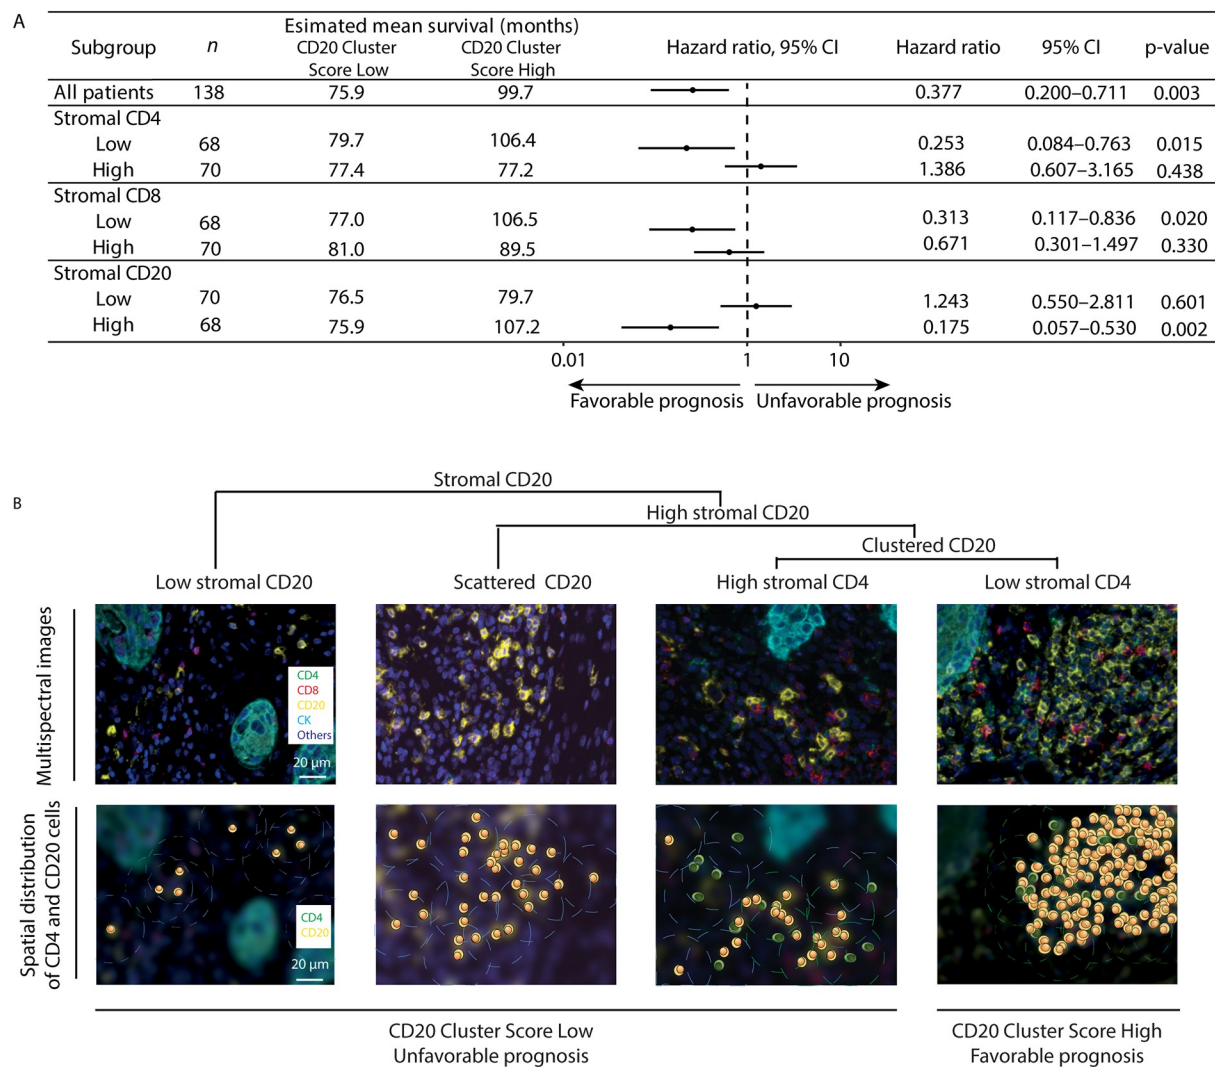 A
Esimated mean survival (months)
Subgroup n CD20 Cluster Score Low CD20 Cluster Score High Hazard ratio, 95% CI Hazard ratio 95% CI p-value
All patients 138 75.9 99.7 0.377 0.200–0.711 0.003
Stromal CD4
Low 68 79.7 106.4 0.253 0.084–0.763 0.015
High 70 77.4 77.2 1.386 0.607–3.165 0.438
Stromal CD8
Low 68 77.0 106.5 0.313 0.117–0.836 0.020
High 70 81.0 89.5 0.671 0.301–1.497 0.330
Stromal CD20
Low 70 76.5 79.7 1.243 0.550–2.811 0.601
High 68 75.9 107.2 0.175 0.057–0.530 0.002
0.01 1 10
Favorable prognosis Unfavorable prognosis
B
Stromal CD20
High stromal CD20
Clustered CD20
Low stromal CD20 Scattered CD20 High stromal CD4 Low stromal CD4
Multispectral images
CD4
CD8
CD20
CK
Others
20 µm
Spatial distribution
of CD4 and CD20 cells
CD4
CD20
20 µm
CD20 Cluster Score Low
Unfavorable prognosis
CD20 Cluster Score High
Favorable prognosis